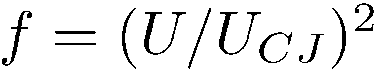 f = (U/U_{CJ})^2